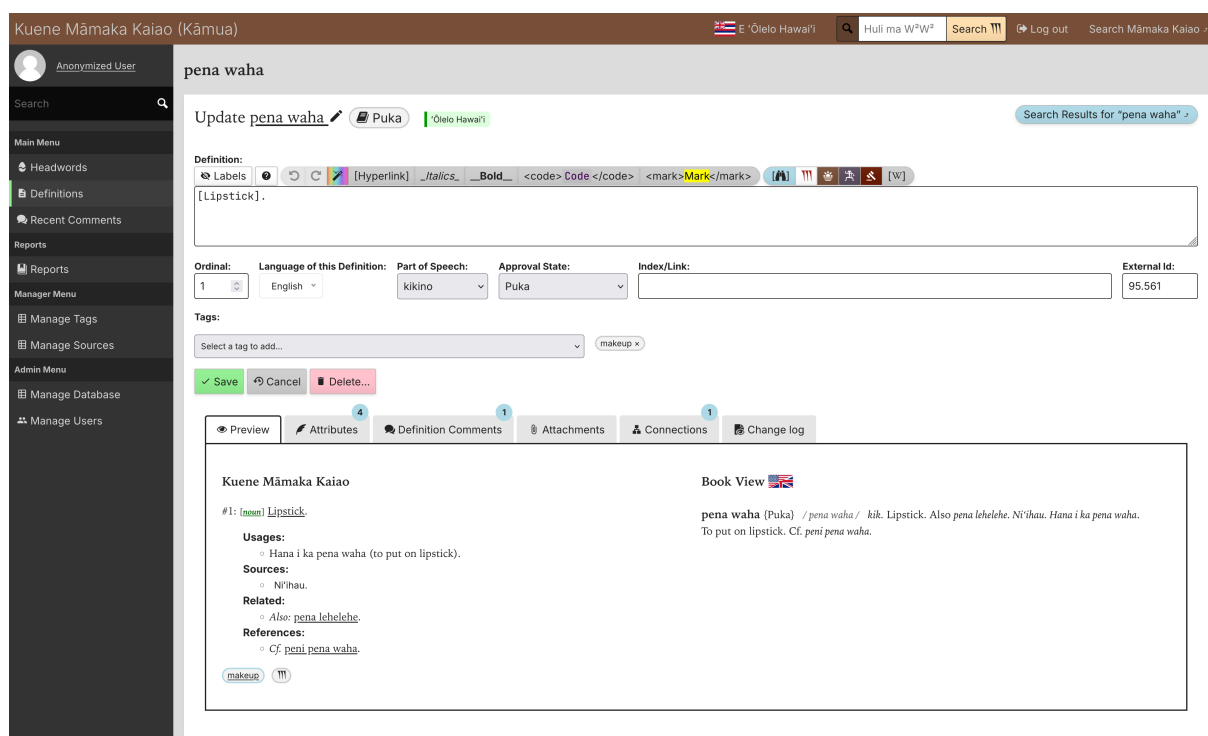 Kuene Māmaka Kaiao (Kāmua)
E ʻŌlelo Hawaiʻi
Huli ma W²W²
Search
Log out
Search Māmaka Kaiao
Anonymized User
Search
Main Menu
Headwords
Definitions
Recent Comments
Reports
Reports
Manager Menu
Manage Tags
Manage Sources
Admin Menu
Manage Database
Manage Users
pena waha
Update pena waha
Puka
ʻŌlelo Hawaiʻi
Search Results for "pena waha"
Definition:
Labels [Hyperlink] _Italics_ __Bold__ <code> Code </code> <mark>Mark</mark> [W]
[Lipstick].
Ordinal: Language of this Definition: Part of Speech: Approval State: Index/Link: External Id:
1 English kikino Puka 95.561
Tags:
Select a tag to add... makeup ×
Save Cancel Delete...
4 1 1
Preview Attributes Definition Comments Attachments Connections Change log
Kuene Māmaka Kaiao
#1: [noun] Lipstick.
Usages:
Hana i ka pena waha (to put on lipstick).
Sources:
Niʻihau.
Related:
Also: pena lehelehe.
References:
Cf. peni pena waha.
makeup
Book View
pena waha {Puka} / pena waha / kik. Lipstick. Also pena lehelehe. Niʻihau. Hana i ka pena waha.
To put on lipstick. Cf. peni pena waha.